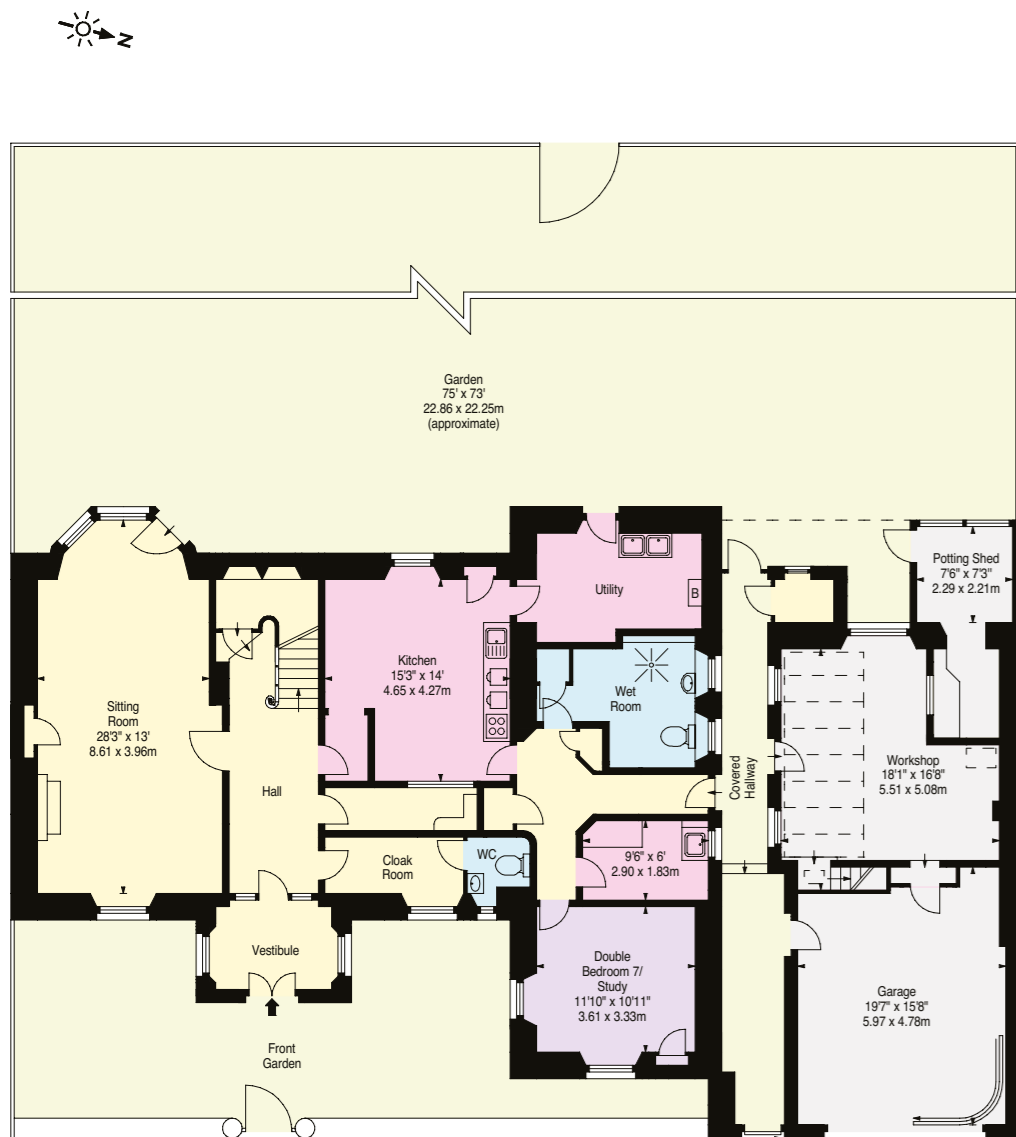 N
Garden
75' x 73'
22.86 x 22.25m
(approximate)
Potting Shed
7'6" x 7'3"
2.29 x 2.21m
Utility
B
Kitchen
15'3" x 14'
4.65 x 4.27m
Wet
Room
Sitting
Room
28'3" x 13'
8.61 x 3.96m
Covered
Hallway
Workshop
18'1" x 16'8"
5.51 x 5.08m
Hall
WC
Cloak
Room
9'6" x 6'
2.90 x 1.83m
Vestibule
Double
Bedroom 7/
Study
11'10" x 10'11"
3.61 x 3.33m
Garage
19'7" x 15'8"
5.97 x 4.78m
Front
Garden